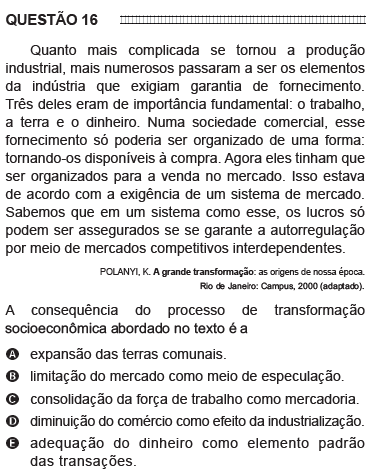 QUESTÃO 16
Quanto mais complicada se tornou a produção
industrial, mais numerosos passaram a ser os elementos
da indústria que exigiam garantia de fornecimento.
Três deles eram de importância fundamental: o trabalho,
a terra e o dinheiro. Numa sociedade comercial, esse
fornecimento só poderia ser organizado de uma forma:
tornando-os disponíveis à compra. Agora eles tinham que
ser organizados para a venda no mercado. Isso estava
de acordo com a exigência de um sistema de mercado.
Sabemos que em um sistema como esse, os lucros só
podem ser assegurados se se garante a autorregulação
por meio de mercados competitivos interdependentes.
POLANYI, K. A grande transformação: as origens de nossa época.
Rio de Janeiro: Campus, 2000 (adaptado).
A consequência do processo de transformação
socioeconômica abordado no texto é a
A expansão das terras comunais.
B limitação do mercado como meio de especulação.
C consolidação da força de trabalho como mercadoria.
D diminuição do comércio como efeito da industrialização.
E adequação do dinheiro como elemento padrão
das transações.